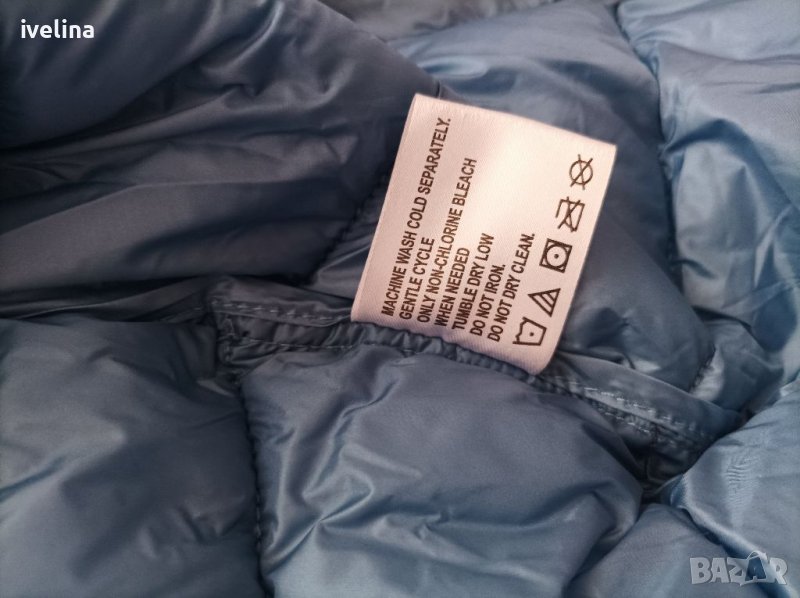 ivelina
MACHINE WASH COLD SEPARATELY.
GENTLE CYCLE
ONLY NON-CHLORINE BLEACH
WHEN NEEDED
TUMBLE DRY LOW
DO NOT IRON.
DO NOT DRY CLEAN.
BAZAR